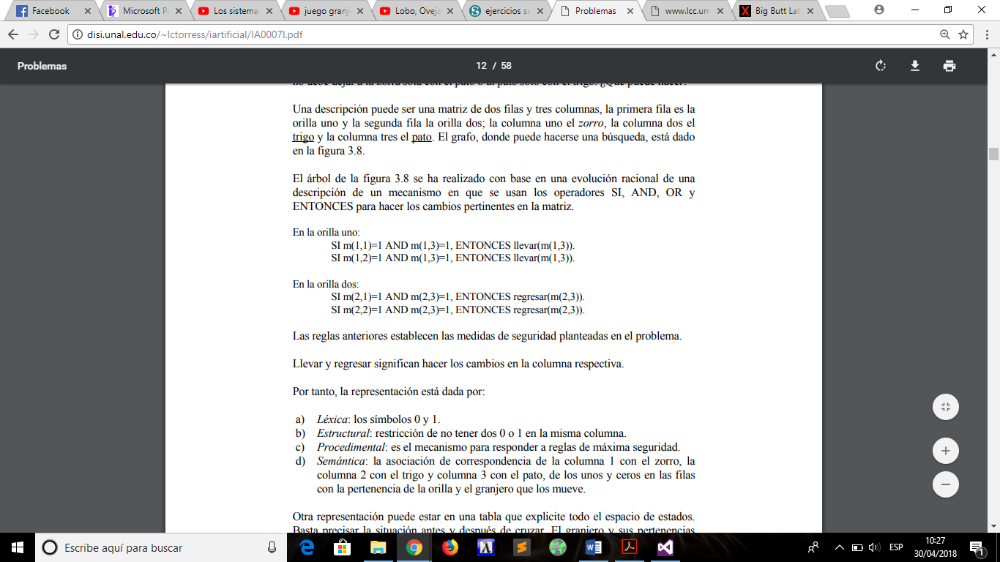 Facebook
Microsoft P
Los sistema
juego granj
Lobo, Oveja
ejercicios si
Problemas
www.lcc.um
Big Butt Lat
disi.unal.edu.co/~lctorress/iartificial/IA0007I.pdf
Problemas
12 / 58
no debe dejar a la zorra sola con el pato o al pato solo con el trigo. ¿Qué puede hacer?
Una descripción puede ser una matriz de dos filas y tres columnas, la primera fila es la
orilla uno y la segunda fila la orilla dos; la columna uno el zorro, la columna dos el
trigo y la columna tres el pato. El grafo, donde puede hacerse una búsqueda, está dado
en la figura 3.8.
El árbol de la figura 3.8 se ha realizado con base en una evolución racional de una
descripción de un mecanismo en que se usan los operadores SI, AND, OR y
ENTONCES para hacer los cambios pertinentes en la matriz.
En la orilla uno:
SI m(1,1)=1 AND m(1,3)=1, ENTONCES llevar(m(1,3)).
SI m(1,2)=1 AND m(1,3)=1, ENTONCES llevar(m(1,3)).
En la orilla dos:
SI m(2,1)=1 AND m(2,3)=1, ENTONCES regresar(m(2,3)).
SI m(2,2)=1 AND m(2,3)=1, ENTONCES regresar(m(2,3)).
Las reglas anteriores establecen las medidas de seguridad planteadas en el problema.
Llevar y regresar significan hacer los cambios en la columna respectiva.
Por tanto, la representación está dada por:
a) Léxica: los símbolos 0 y 1.
b) Estructural: restricción de no tener dos 0 o 1 en la misma columna.
c) Procedimental: es el mecanismo para responder a reglas de máxima seguridad.
d) Semántica: la asociación de correspondencia de la columna 1 con el zorro, la
columna 2 con el trigo y columna 3 con el pato, de los unos y ceros en las filas
con la pertenencia de la orilla y el granjero que los mueve.
Otra representación puede estar en una tabla que explicite todo el espacio de estados.
Basta precisar la situación antes y después de cruzar. El granjero y sus pertenencias
Escribe aquí para buscar
ESP
10:27
30/04/2018
1